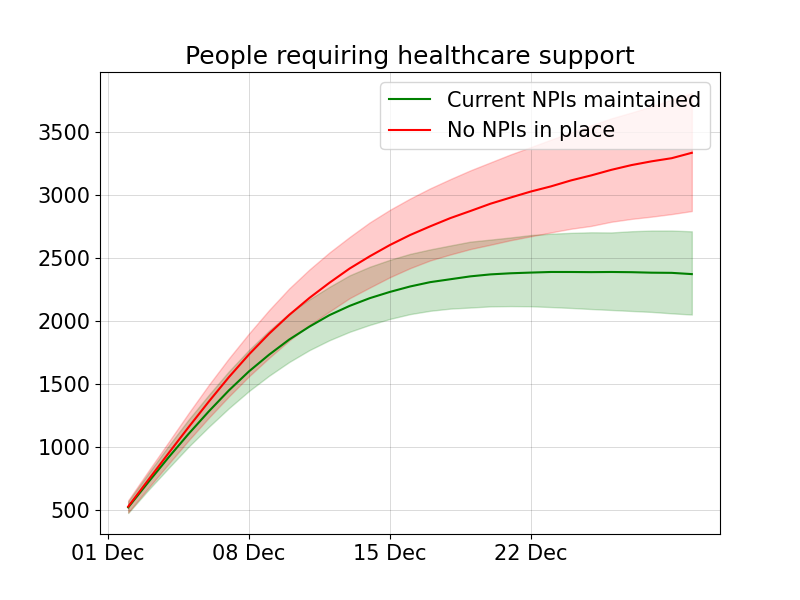 People requiring healthcare support
Current NPIs maintained
No NPIs in place
3500
3000
2500
2000
1500
1000
500
01 Dec 08 Dec 15 Dec 22 Dec